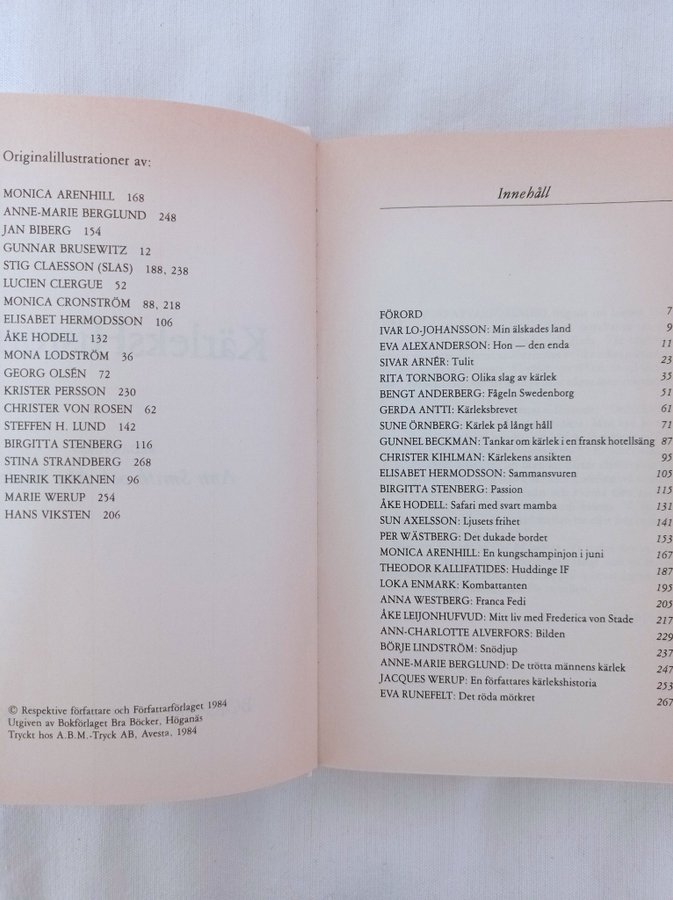 Originalillustrationer av:
MONICA ARENHILL 168
ANNE-MARIE BERGLUND 248
JAN BIBERG 154
GUNNAR BRUSEWITZ 12
STIG CLAESSON (SLAS) 188, 238
LUCIEN CLERGUE 52
MONICA CRONSTRÖM 88, 218
ELISABET HERMODSSON 106
ÅKE HODELL 132
MONA LODSTRÖM 36
GEORG OLSÉN 72
KRISTER PERSSON 230
CHRISTER VON ROSEN 62
STEFFEN H. LUND 142
BIRGITTA STENBERG 116
STINA STRANDBERG 268
HENRIK TIKKANEN 96
MARIE WERUP 254
HANS VIKSTEN 206
© Respektive författare och Författarförlaget 1984
Utgiven av Bokförlaget Bra Böcker, Höganäs
Tryckt hos A.B.M.-Tryck AB, Avesta, 1984
Innehåll
FÖRORD 7
IVAR LO-JOHANSSON: Min älskades land 9
EVA ALEXANDERSON: Hon — den enda 11
SIVAR ARNÉR: Tulit 23
RITA TORNBORG: Olika slag av kärlek 35
BENGT ANDERBERG: Fågeln Swedenborg 51
GERDA ANTTI: Kärleksbrevet 61
SUNE ÖRNBERG: Kärlek på långt håll 71
GUNNEL BECKMAN: Tankar om kärlek i en fransk hotellsäng 87
CHRISTER KIHLMAN: Kärlekens ansikten 95
ELISABET HERMODSSON: Sammansvuren 105
BIRGITTA STENBERG: Passion 115
ÅKE HODELL: Safari med svart mamba 131
SUN AXELSSON: Ljusets frihet 141
PER WÄSTBERG: Det dukade bordet 153
MONICA ARENHILL: En kungschampinjon i juni 167
THEODOR KALLIFATIDES: Huddinge IF 187
LOKA ENMARK: Kombattanten 195
ANNA WESTBERG: Franca Fedi 205
ÅKE LEIJONHUFVUD: Mitt liv med Frederica von Stade 217
ANN-CHARLOTTE ALVERFORS: Bilden 229
BÖRJE LINDSTRÖM: Snödjup 237
ANNE-MARIE BERGLUND: De trötta männens kärlek 247
JACQUES WERUP: En författares kärlekshistoria 253
EVA RUNEFELT: Det röda mörkret 267